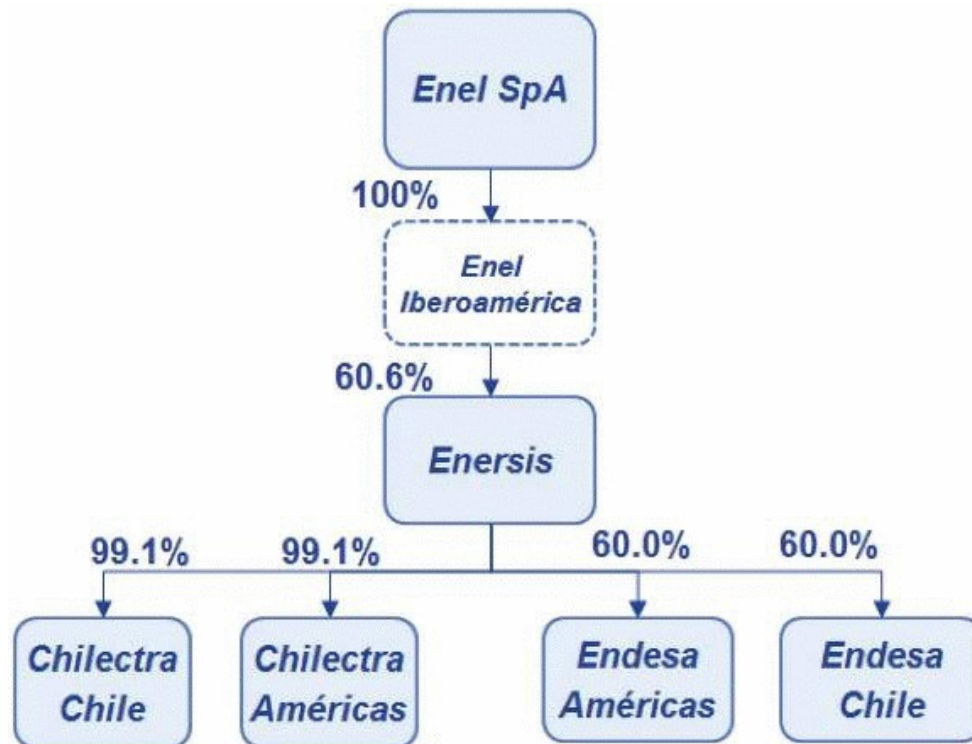 Enel SpA
100%
Enel
Iberoamérica
60.6%
Enersis
99.1% 99.1% 60.0% 60.0%
Chilectra
Chile
Chilectra
Américas
Endesa
Américas
Endesa
Chile